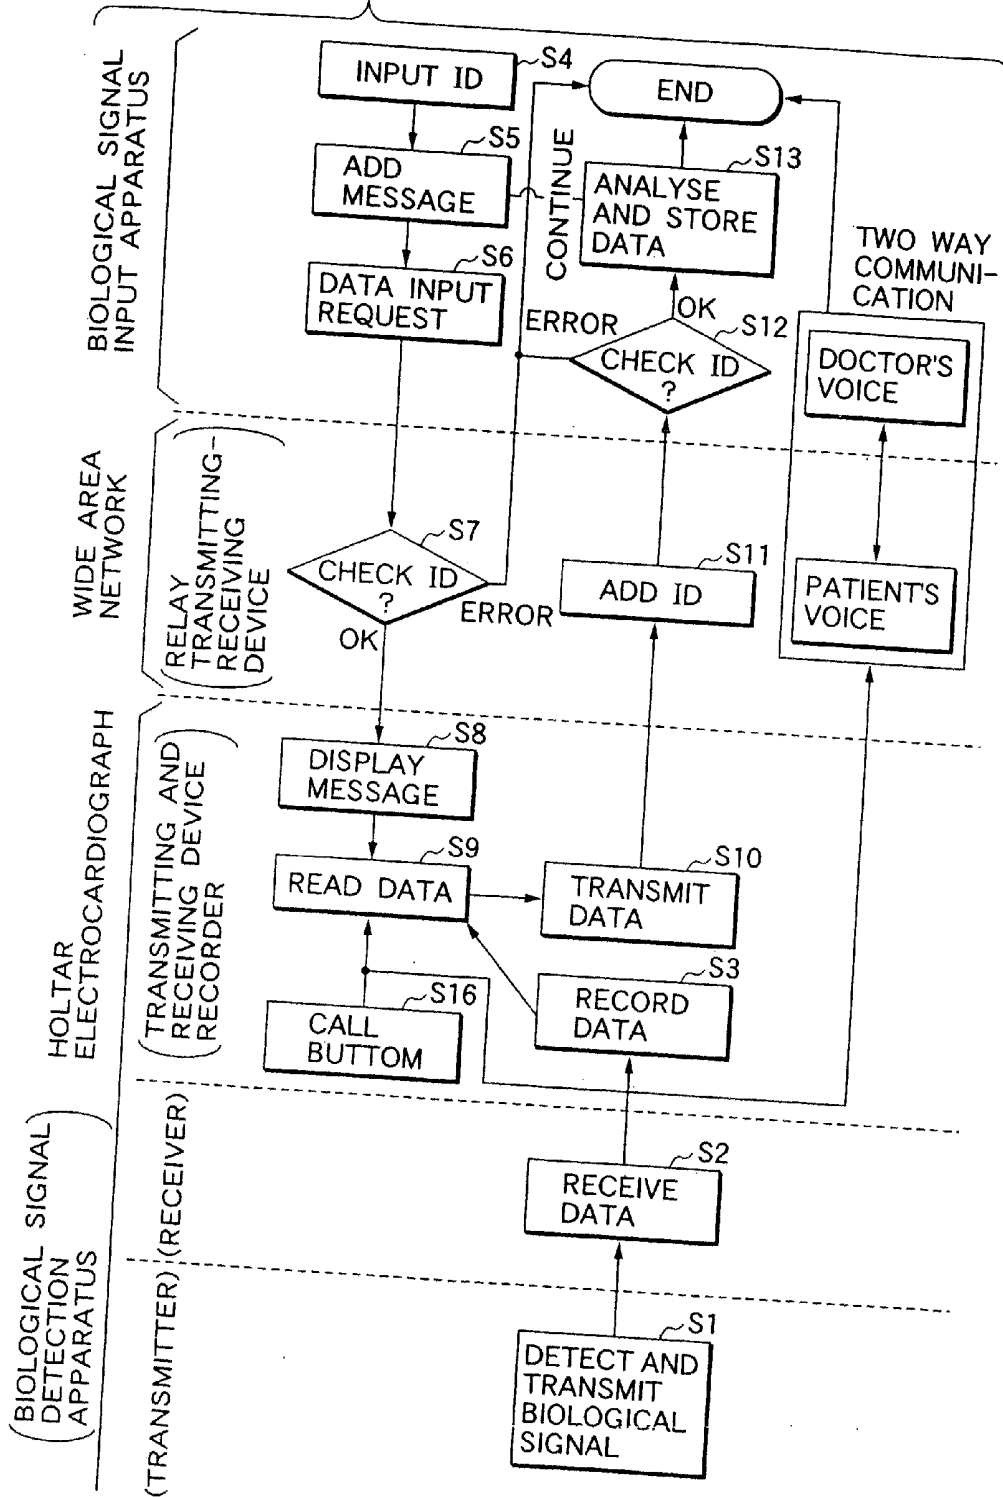 BIOLOGICAL SIGNAL
INPUT APPARATUS
INPUT ID
S4
ADD
MESSAGE
S5
DATA INPUT
REQUEST
S6
END
CONTINUE
ANALYSE
AND STORE
DATA
S13
OK
ERROR
CHECK ID
?
S12
TWO WAY
COMMUNI-
CATION
DOCTOR'S
VOICE
WIDE AREA
NETWORK
(RELAY
TRANSMITTING-
RECEIVING
DEVICE)
CHECK ID
?
S7
ERROR
OK
ADD ID
S11
PATIENT'S
VOICE
HOLTAR
ELECTROCARDIOGRAPH
(TRANSMITTING AND
RECEIVING DEVICE
RECORDER)
DISPLAY
MESSAGE
S8
READ DATA
S9
TRANSMIT
DATA
S10
CALL
BUTTOM
S16
RECORD
DATA
S3
(BIOLOGICAL SIGNAL
DETECTION
APPARATUS)
(RECEIVER)
RECEIVE
DATA
S2
(TRANSMITTER)
DETECT AND
TRANSMIT
BIOLOGICAL
SIGNAL
S1